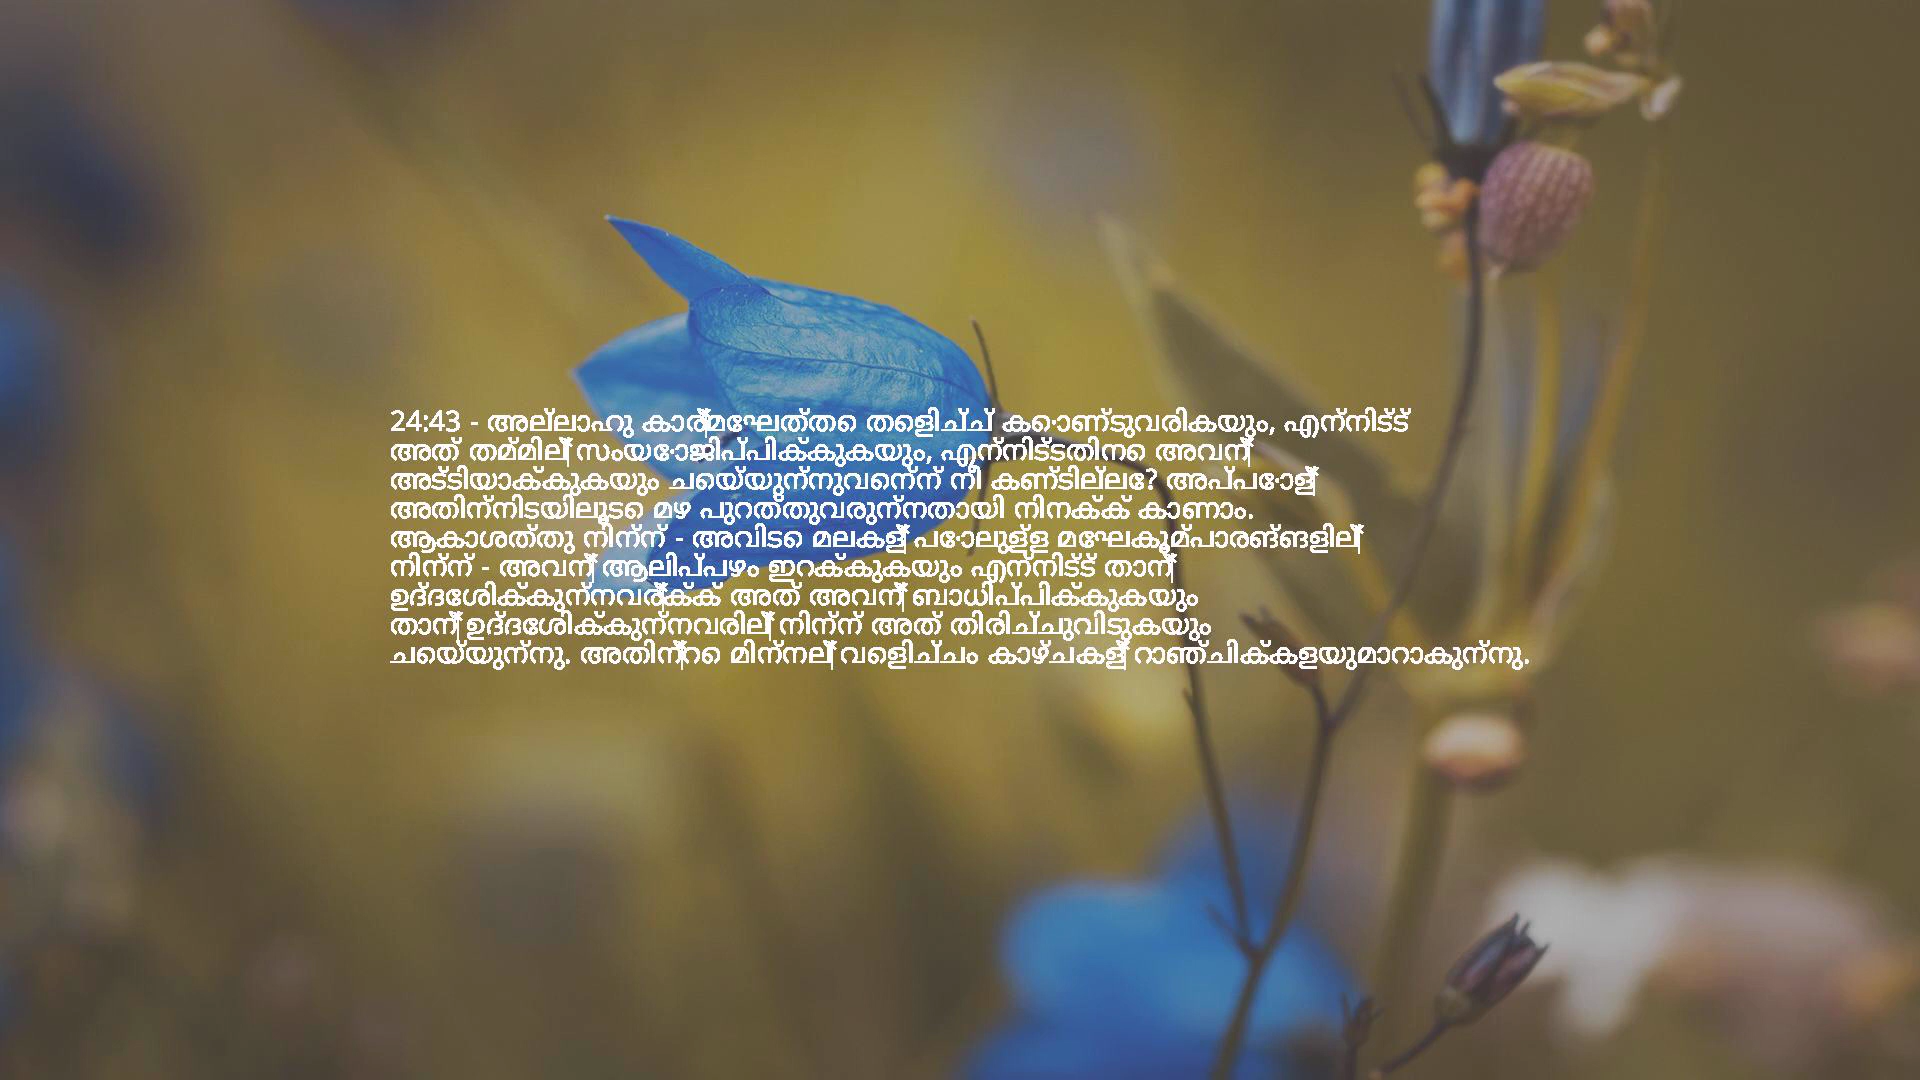 24:43 - അല്ലാഹു കാര്‍മേഘത്തെ തെളിച്ച് കൊണ്ടുവരികയും, എന്നിട്ട്
അത് തമ്മില്‍ സംയോജിപ്പിക്കുകയും, എന്നിട്ടതിനെ അവന്‍
അട്ടിയാക്കുകയും ചെയ്യുന്നുവെന്ന് നീ കണ്ടില്ലേ? അപ്പോള്‍
അതിന്നിടയിലൂടെ മഴ പുറത്തുവരുന്നതായി നിനക്ക് കാണാം.
ആകാശത്തു നിന്ന് - അവിടെ മലകള്‍ പോലുള്ള മേഘകൂമ്പാരങ്ങളില്‍
നിന്ന് - അവന്‍ ആലിപ്പഴം ഇറക്കുകയും എന്നിട്ട് താന്‍
ഉദ്ദേശിക്കുന്നവര്‍ക്ക് അത് അവന്‍ ബാധിപ്പിക്കുകയും
താന്‍ ഉദ്ദേശിക്കുന്നവരില്‍ നിന്ന് അത് തിരിച്ചുവിടുകയും
ചെയ്യുന്നു. അതിന്‍റെ മിന്നല്‍ വെളിച്ചം കാഴ്ചകള്‍ റാഞ്ചിക്കളയുമാറാകുന്നു.